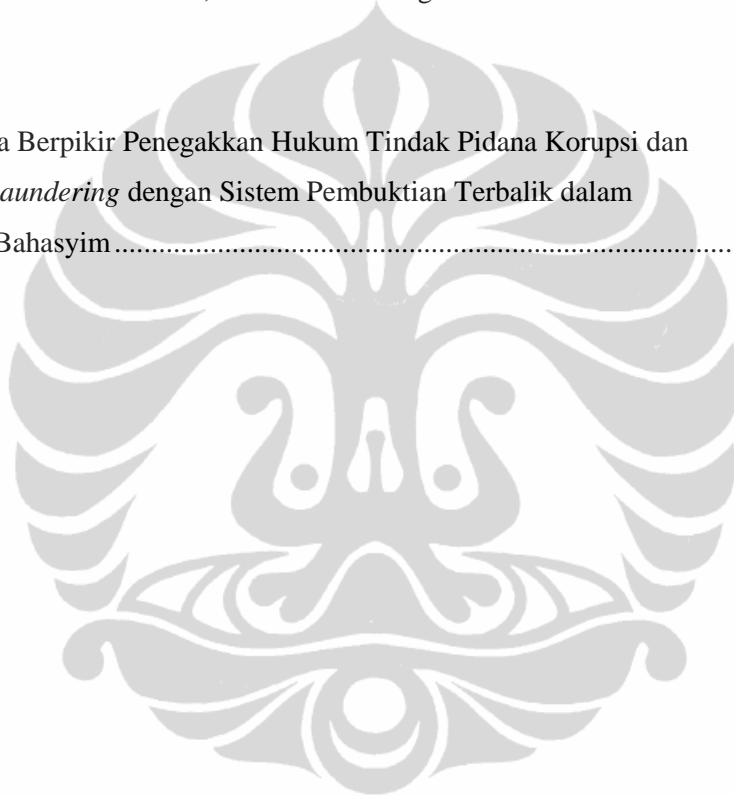 a Berpikir Penegakkan Hukum Tindak Pidana Korupsi dan
aundering dengan Sistem Pembuktian Terbalik dalam
Bahasyim....................................................................................